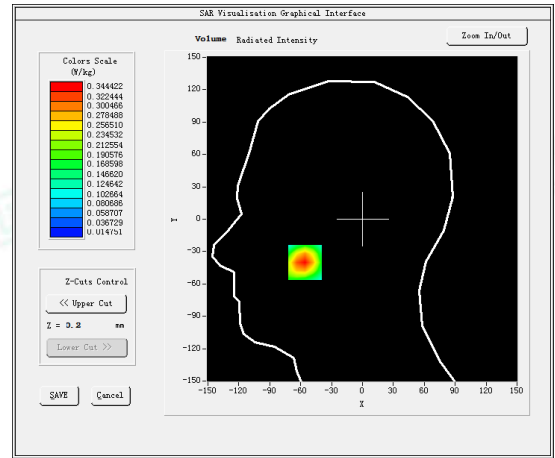 SAR Visualisation Graphical Interface
Volume Radiated Intensity
Zoom In/Out
Colors Scale
(W/kg)
0.344422
0.322444
0.300466
0.278488
0.256510
0.234532
0.212554
0.190576
0.168598
0.146620
0.124642
0.102664
0.080686
0.058707
0.036729
0.014751
Z-Cuts Control
<< Upper Cut
Z = 0.2 mm
Lower Cut >>
SAVE Cancel
150
120
90
60
30
0
-30
-60
-90
-120
-150
Y
-150 -120 -90 -60 -30 0 30 60 90 120 150
X